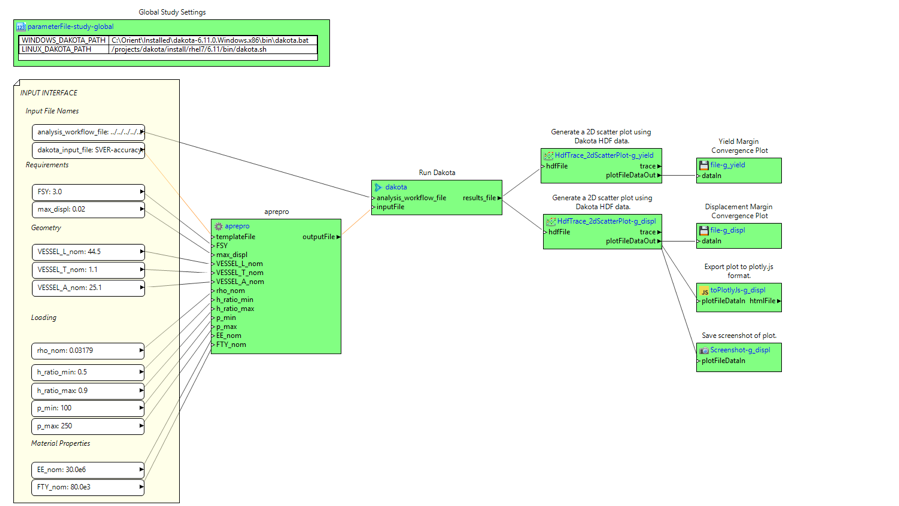 Global Study Settings
parameterFile-study-global
WINDOWS_DAKOTA_PATH C:\Orient\Installed\dakota-6.11.0.Windows.x86\bin\dakota.bat
LINUX_DAKOTA_PATH /projects/dakota/install/rhel7/6.11/bin/dakota.sh
INPUT INTERFACE
Input File Names
analysis_workflow_file: ../../../../
dakota_input_file: SVER-accuracy
Requirements
FSY: 3.0
max_displ: 0.02
Geometry
VESSEL_L_nom: 44.5
VESSEL_T_nom: 1.1
VESSEL_A_nom: 25.1
Loading
rho_nom: 0.03179
h_ratio_min: 0.5
h_ratio_max: 0.9
p_min: 100
p_max: 250
Material Properties
EE_nom: 30.0e6
FTY_nom: 80.0e3
aprepro
aprepro
templateFile outputFile
FSY
max_displ
VESSEL_L_nom
VESSEL_T_nom
VESSEL_A_nom
rho_nom
h_ratio_min
h_ratio_max
p_min
p_max
EE_nom
FTY_nom
Run Dakota
dakota
analysis_workflow_file results_file
inputFile
Generate a 2D scatter plot using
Dakota HDF data.
HdfTrace_2dScatterPlot-g_yield
hdfFile trace
plotFileDataOut
Generate a 2D scatter plot using
Dakota HDF data.
HdfTrace_2dScatterPlot-g_displ
hdfFile trace
plotFileDataOut
Yield Margin
Convergence Plot
file-g_yield
dataIn
Displacement Margin
Convergence Plot
file-g_displ
dataIn
Export plot to plotly.js
format.
JS
toPlotlyJs-g_displ
plotFileDataIn htmlFile
Save screenshot of plot.
Screenshot-g_displ
plotFileDataIn